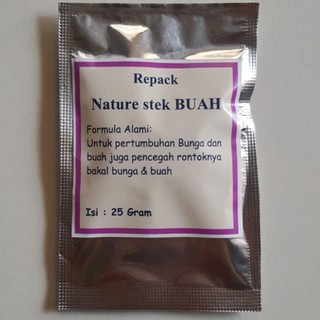 Repack
Nature stek BUAH
Formula Alami:
Untuk pertumbuhan Bunga dan
buah juga pencegah rontoknya
bakal bunga & buah
Isi : 25 Gram